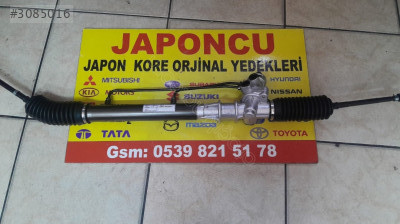 #3085016
JAPONCU
JAPON KORE ORJİNAL YEDEKLERİ
MITSUBISHI
HYUNDAI
KIA MOTORS
SUZUKI
NISSAN
TATA
mazda
TOYOTA
Gsm: 0539 821 51 78